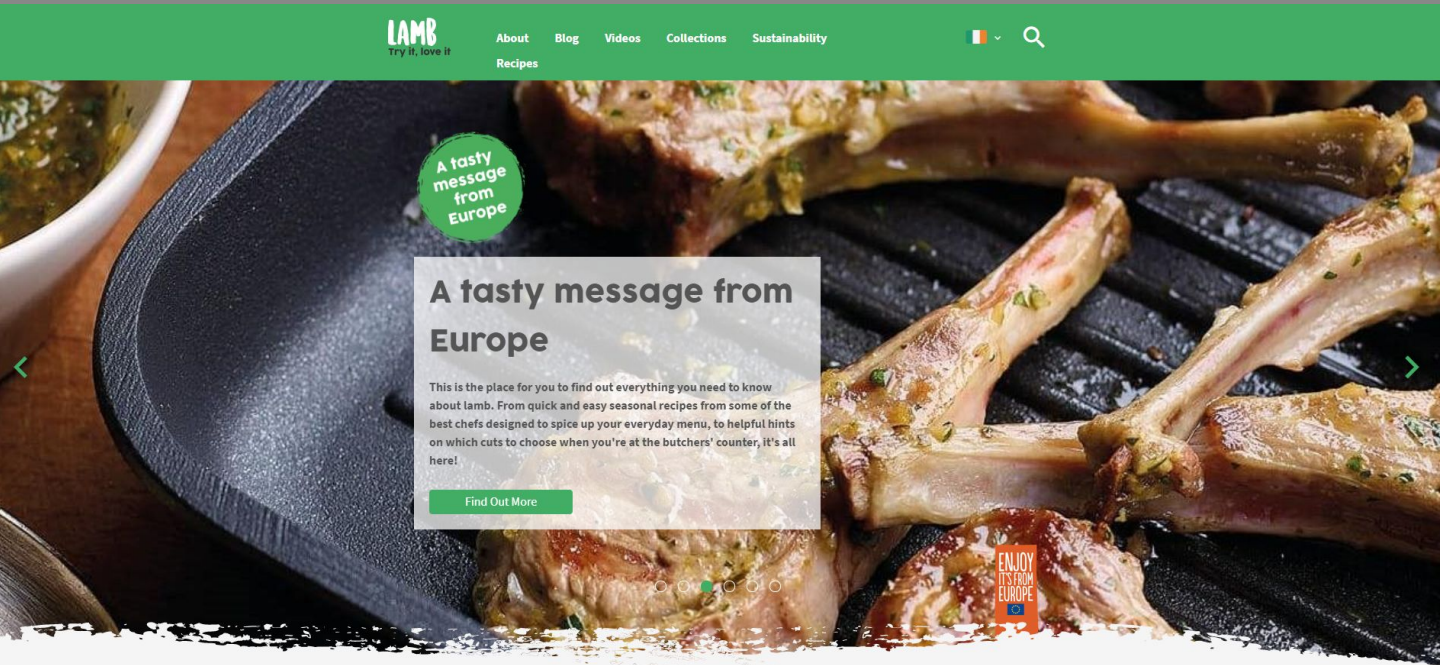 LAMB
Try it, love it
About Blog Videos Collections Sustainability
Recipes
A tasty
message
from
Europe
A tasty message from
Europe
This is the place for you to find out everything you need to know
about lamb. From quick and easy seasonal recipes from some of the
best chefs designed to spice up your everyday menu, to helpful hints
on which cuts to choose when you're at the butchers' counter, it's all
here!
Find Out More
ENJOY
IT'S FROM
EUROPE